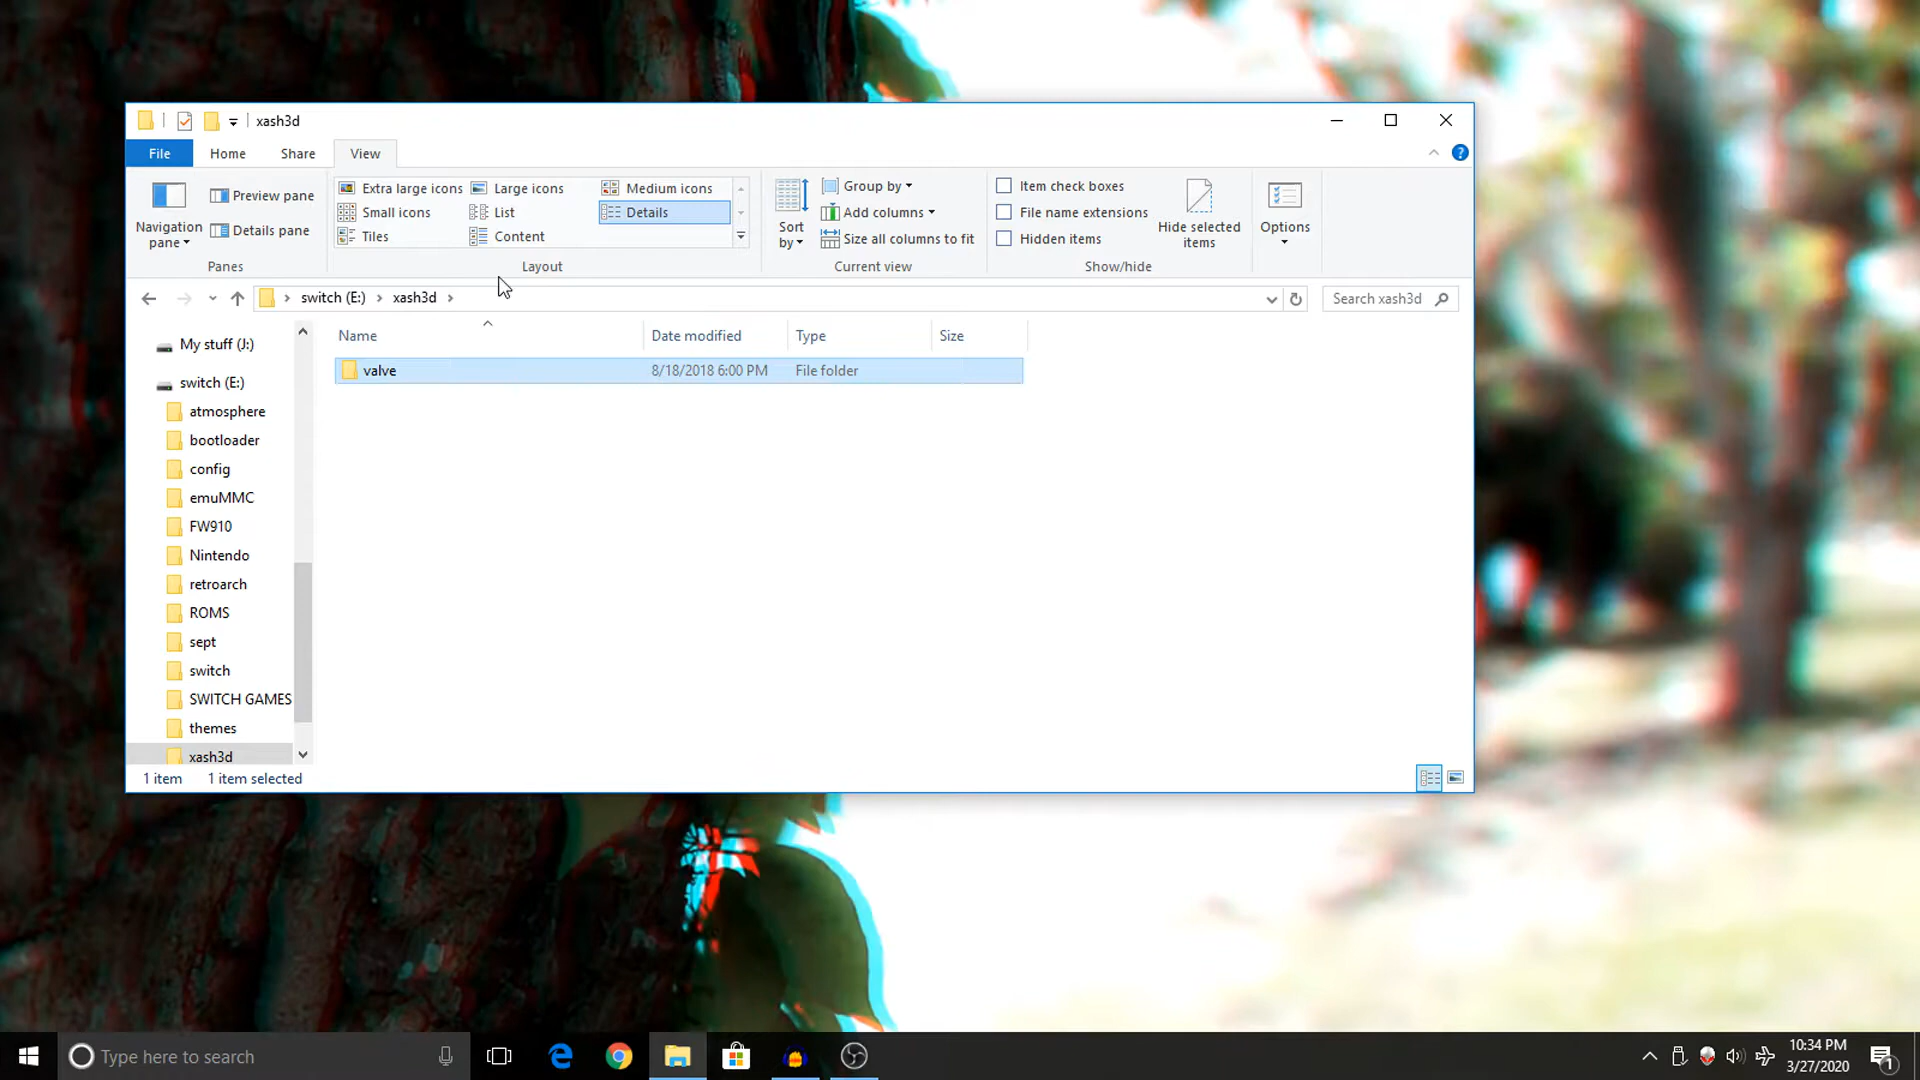 xash3d
File Home Share View
Navigation pane
Preview pane
Details pane
Panes
Extra large icons Large icons Medium icons
Small icons List Details
Tiles Content
Layout
Sort by
Group by
Add columns
Size all columns to fit
Current view
Item check boxes
File name extensions
Hidden items
Hide selected items
Show/hide
Options
switch (E:) xash3d
Search xash3d
Name Date modified Type Size
valve 8/18/2018 6:00 PM File folder
My stuff (J:)
switch (E:)
atmosphere
bootloader
config
emuMMC
FW910
Nintendo
retroarch
ROMS
sept
switch
SWITCH GAMES
themes
xash3d
1 item 1 item selected
Type here to search
10:34 PM
3/27/2020
1